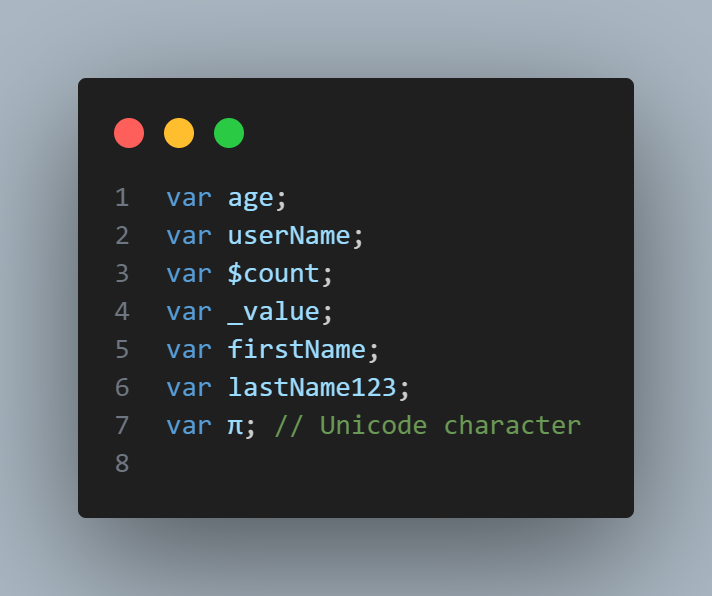 1 var age;
2 var userName;
3 var $count;
4 var _value;
5 var firstName;
6 var lastName123;
7 var π; // Unicode character
8